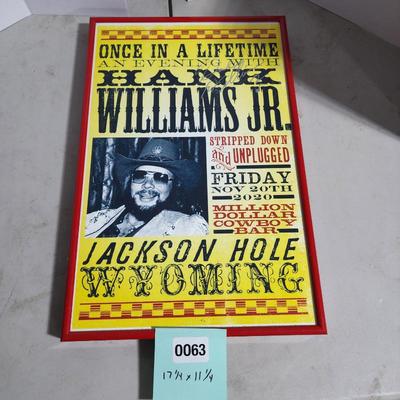 ONCE IN A LIFETIME
AN EVENING WITH
HANK
WILLIAMS JR.
STRIPPED DOWN
and UNPLUGGED
FRIDAY
NOV 20TH
2020
MILLION
DOLLAR
COWBOY
BAR
JACKSON HOLE
WYOMING
0063
17 1/4 x 11 1/4